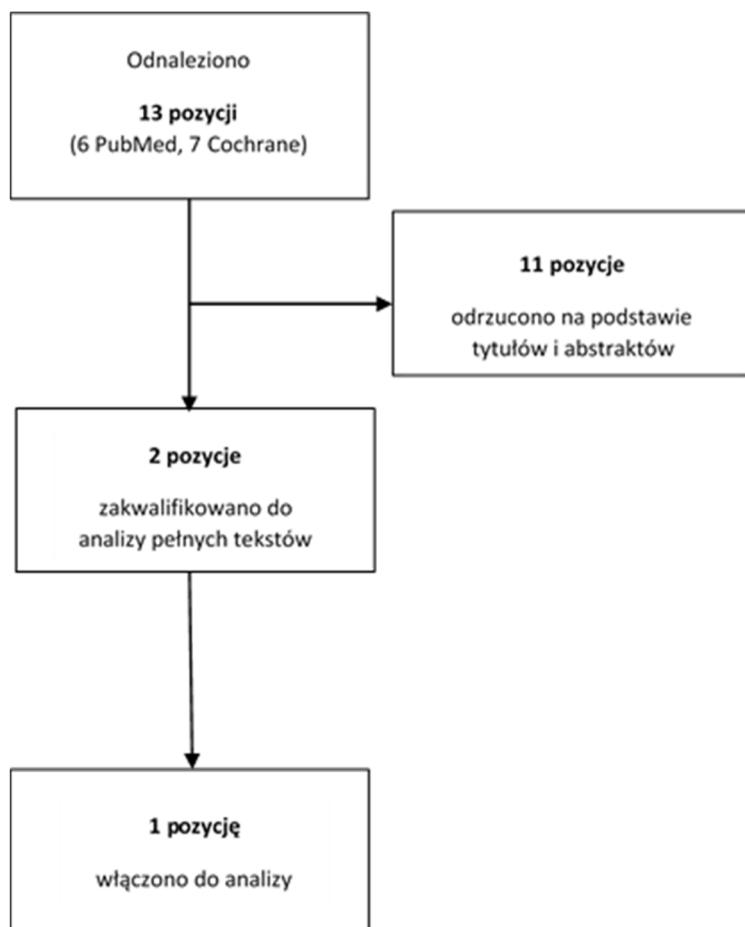 Odnaleziono
13 pozycji
(6 PubMed, 7 Cochrane)
11 pozycje
odrzucono na podstawie
tytułów i abstraktów
2 pozycje
zakwalifikowano do
analizy pełnych tekstów
1 pozycję
włączono do analizy